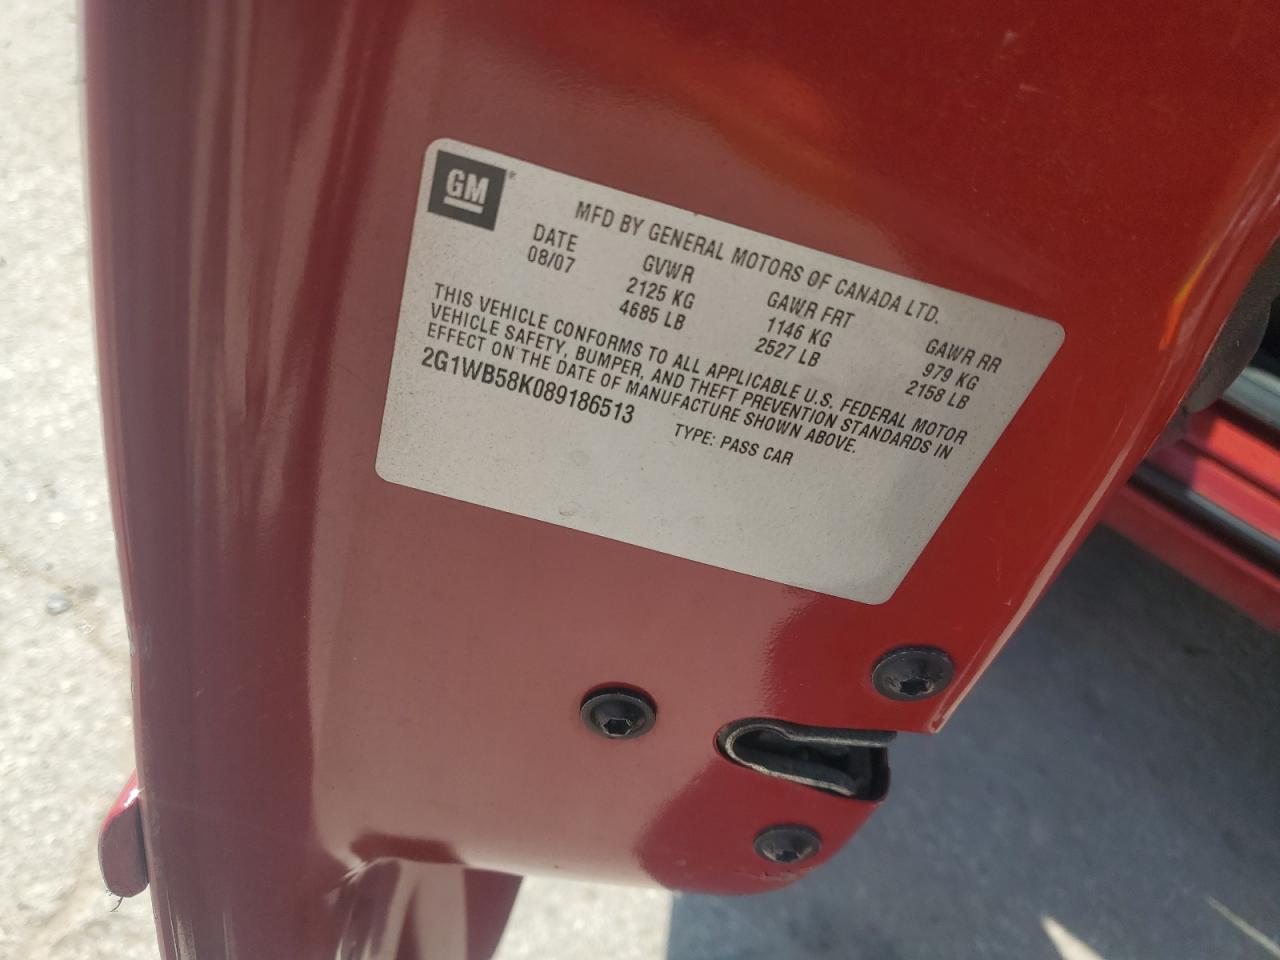 GM®
MFD BY GENERAL MOTORS OF CANADA LTD.
DATE GVWR GAWR FRT GAWR RR
08/07 2125 KG 1146 KG 979 KG
4685 LB 2527 LB 2158 LB
THIS VEHICLE CONFORMS TO ALL APPLICABLE U.S. FEDERAL MOTOR
VEHICLE SAFETY, BUMPER, AND THEFT PREVENTION STANDARDS IN
EFFECT ON THE DATE OF MANUFACTURE SHOWN ABOVE.
2G1WB58K089186513 TYPE: PASS CAR